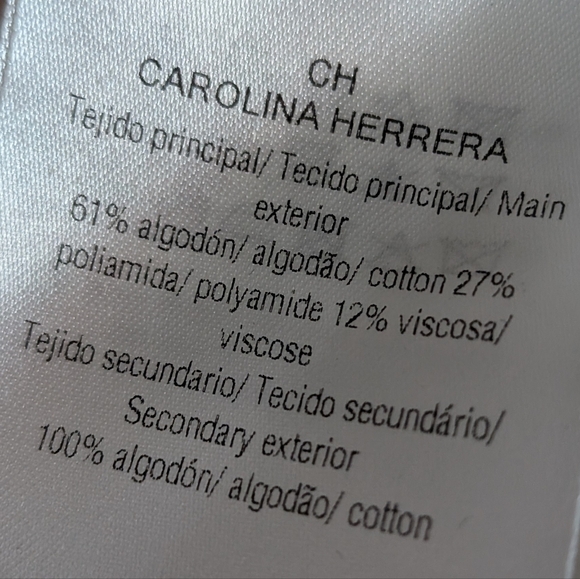 CH
CAROLINA HERRERA
Tejido principal/ Tecido principal/ Main
exterior
61% algodón/ algodão/ cotton 27%
poliamida/ polyamide 12% viscosa/
viscose
Tejido secundario/ Tecido secundário/
Secondary exterior
100% algodón/ algodão/ cotton